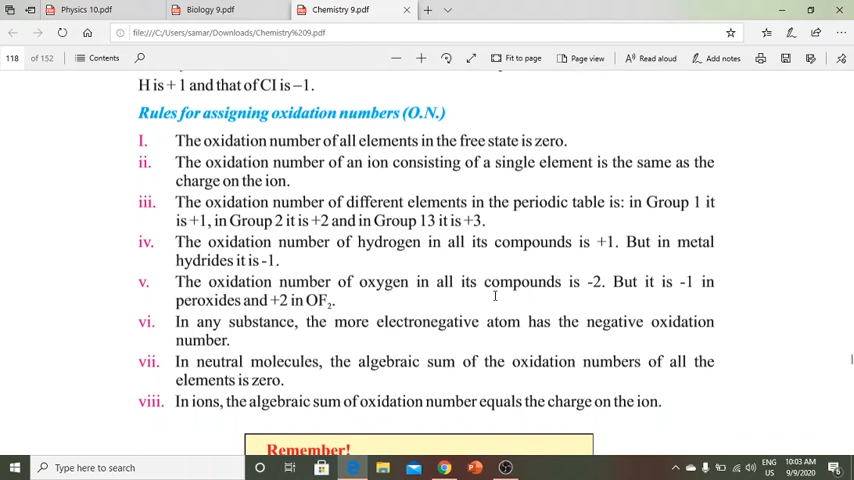 Physics 10.pdf
Biology 9.pdf
Chemistry 9.pdf
file:///C:/Users/samar/Downloads/Chemistry%209.pdf
118 of 152
Contents
Fit to page
Page view
Read aloud
Add notes
H is + 1 and that of CI is –1.
Rules for assigning oxidation numbers (O.N.)
I. The oxidation number of all elements in the free state is zero.
ii. The oxidation number of an ion consisting of a single element is the same as the
charge on the ion.
iii. The oxidation number of different elements in the periodic table is: in Group 1 it
is +1, in Group 2 it is +2 and in Group 13 it is +3.
iv. The oxidation number of hydrogen in all its compounds is +1. But in metal
hydrides it is -1.
v. The oxidation number of oxygen in all its compounds is -2. But it is -1 in
peroxides and +2 in OF₂.
vi. In any substance, the more electronegative atom has the negative oxidation
number.
vii. In neutral molecules, the algebraic sum of the oxidation numbers of all the
elements is zero.
viii. In ions, the algebraic sum of oxidation number equals the charge on the ion.
Remember!
Type here to search
ENG
US
10:03 AM
9/9/2020